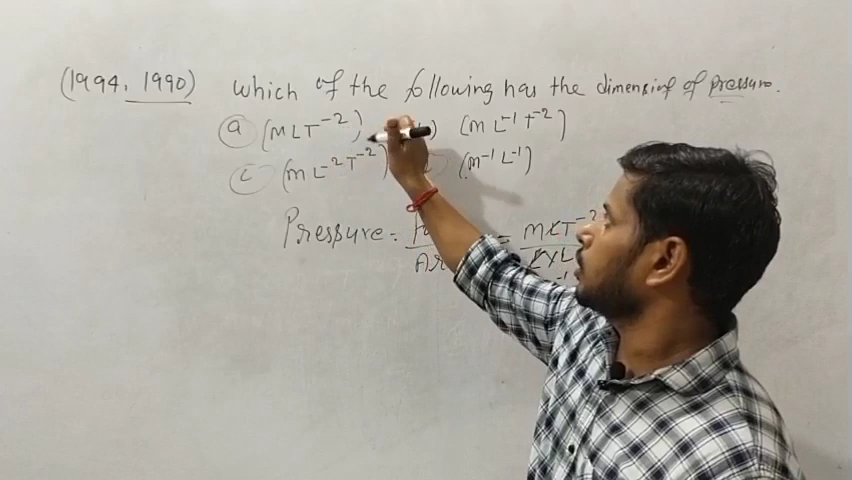 (1994, 1990) Which of the following has the dimension of pressure.
(a) (MLT⁻²) b) (ML⁻¹T⁻²)
(c) (ML⁻²T⁻²) (M⁻¹L⁻¹)
Pressure = = MLT⁻²
L×L